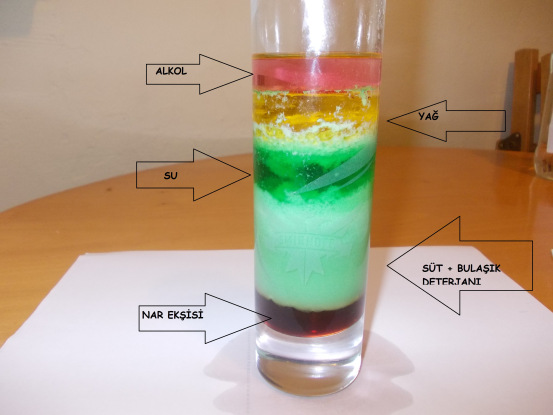 ALKOL
YAĞ
SU
SÜT + BULAŞIK
DETERJANI
NAR EKŞİSİ